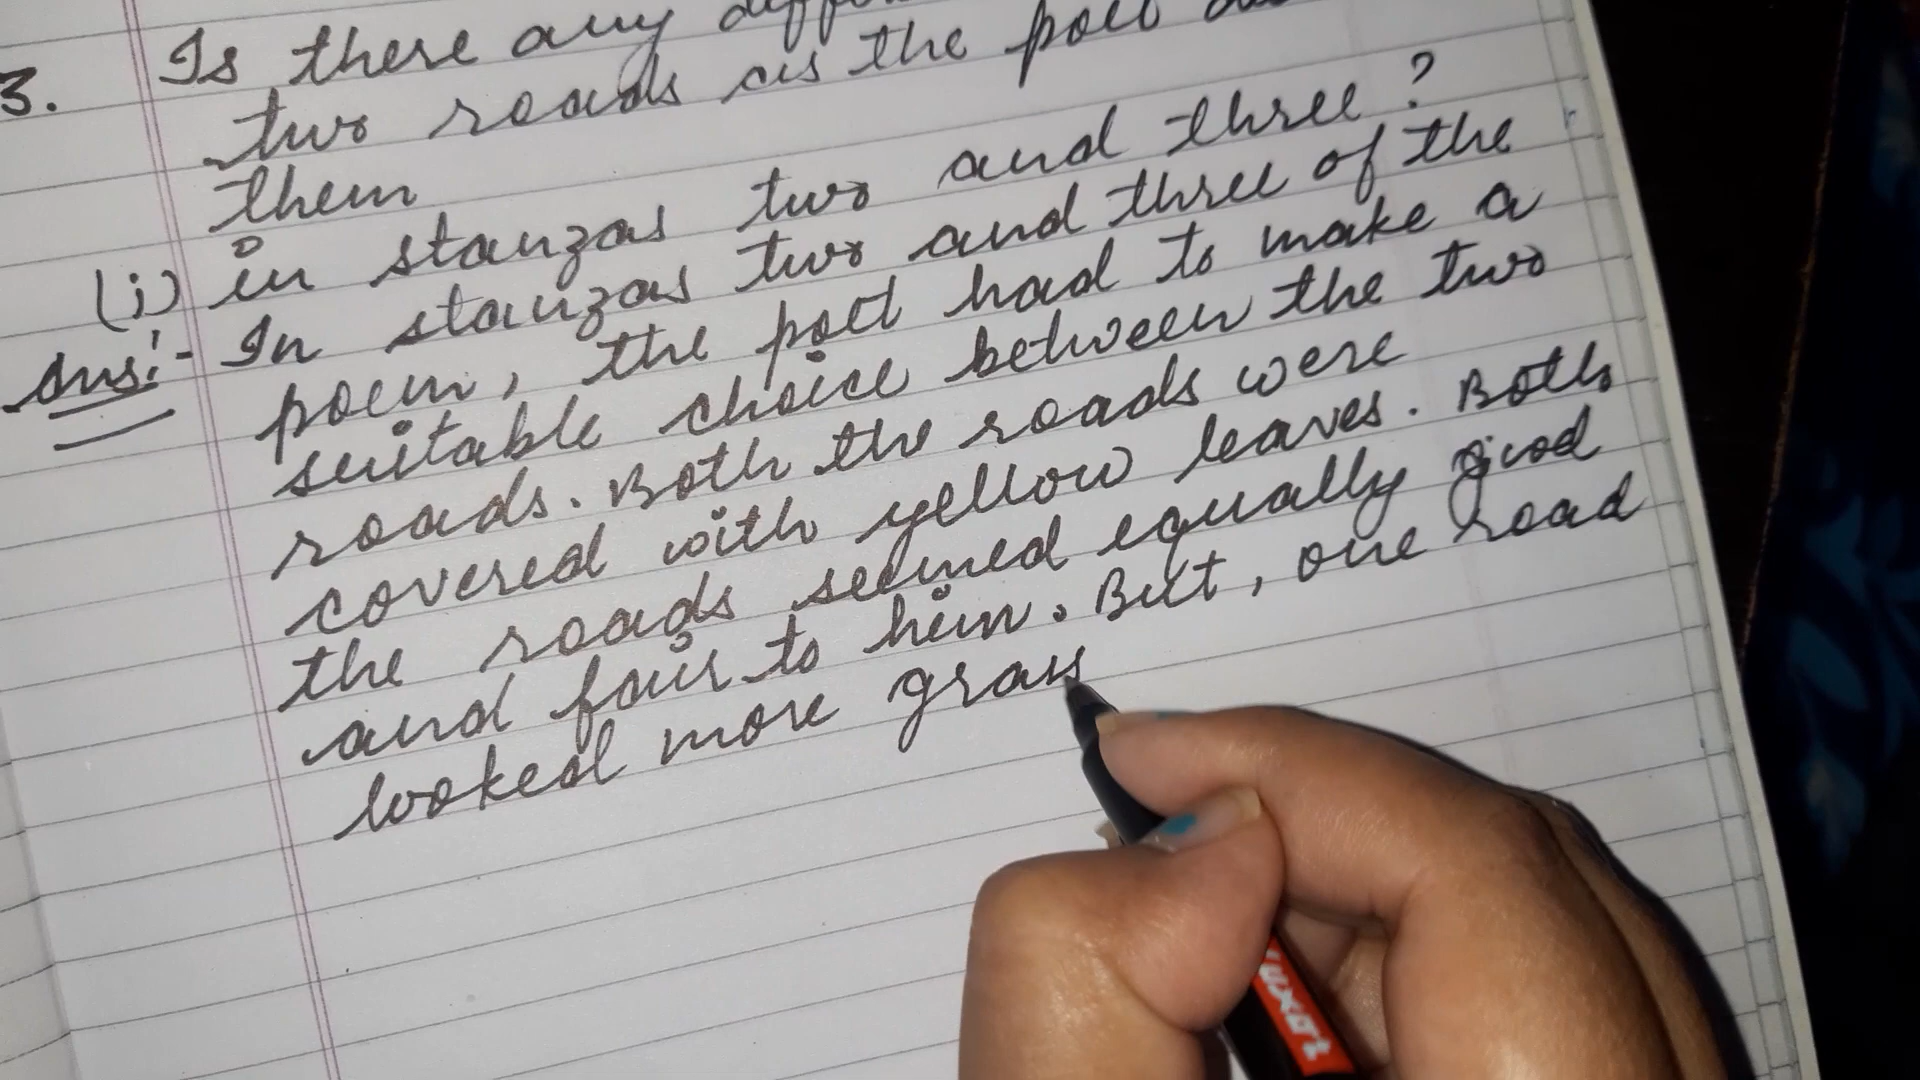 3. Is there any
two roads as the poet
them
(i) in stanzas two and three?
Ans:- In stanzas two and three of the
poem, the poet had to make a
suitable choice between the two
roads. Both the roads were
covered with yellow leaves. Both
the roads seemed equally good
and fair to him. But, one road
looked more grass
Luxor